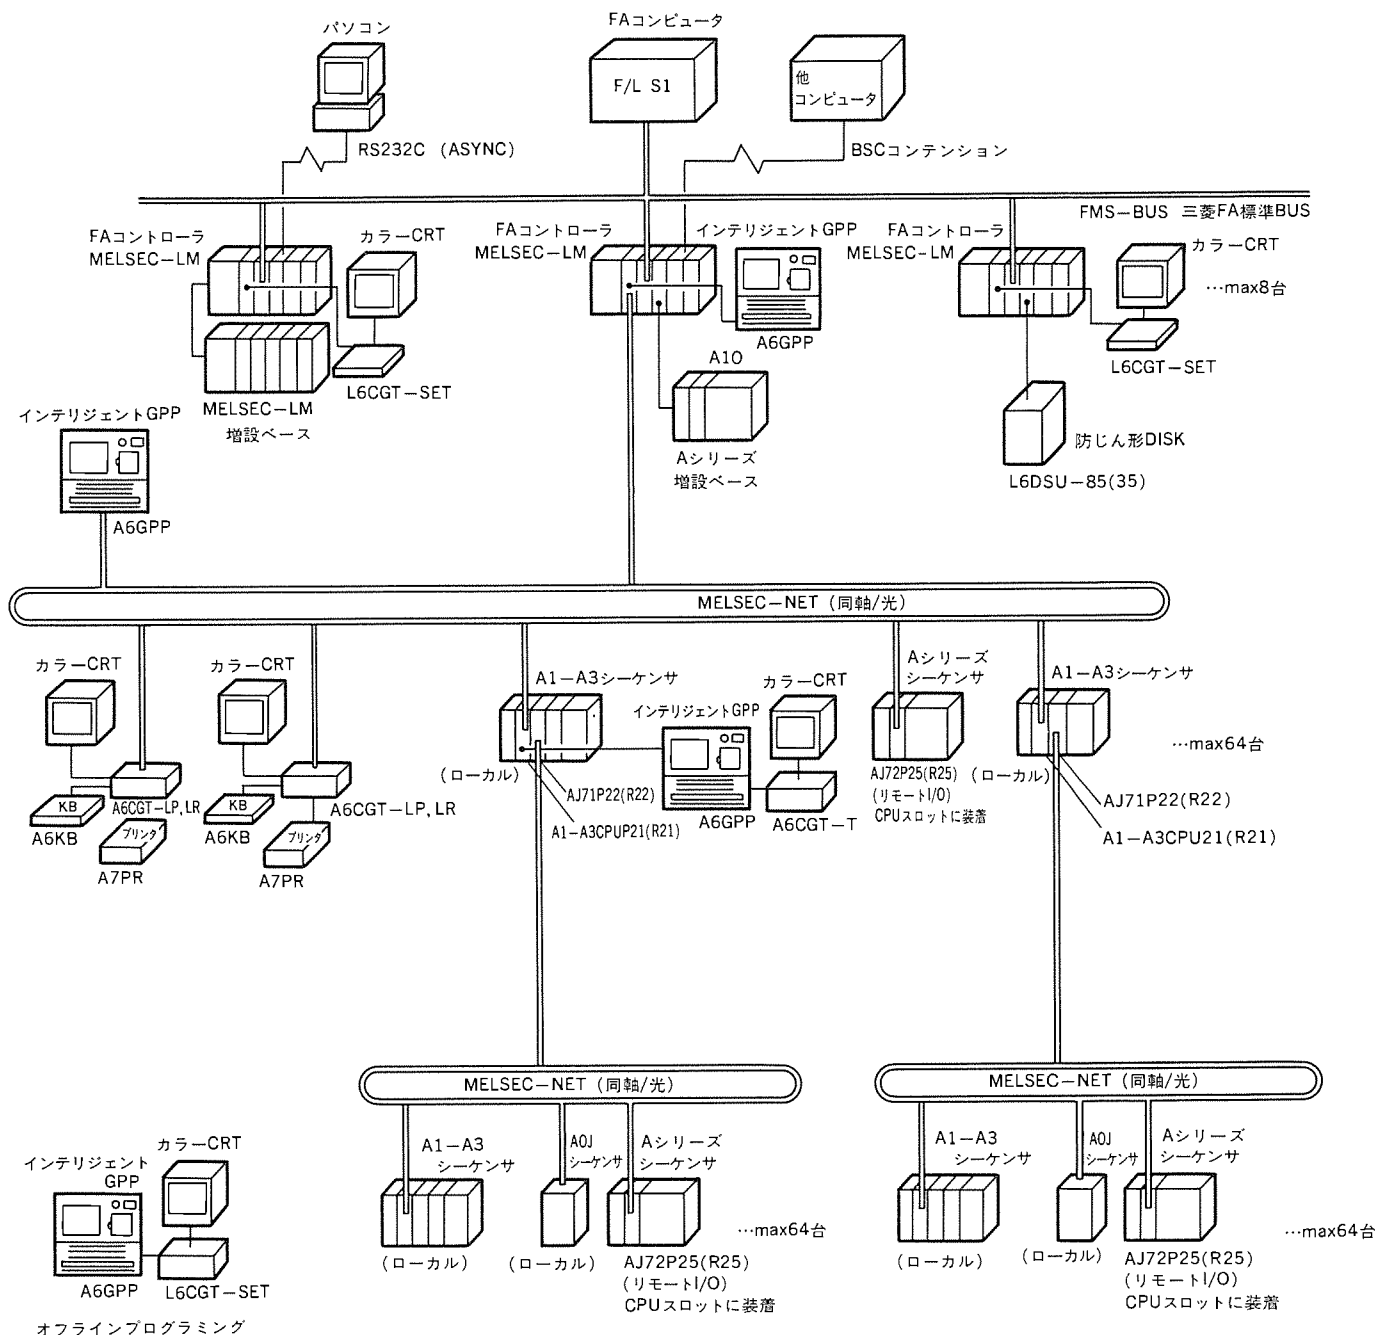 パソコン
FAコンピュータ
F/L S1
他
コンピュータ
RS232C (ASYNC)
BSCコンテンション
FMS-BUS 三菱FA標準BUS
FAコントローラ
MELSEC-LM
カラーCRT
L6CGT-SET
MELSEC-LM
増設ベース
FAコントローラ
MELSEC-LM
インテリジェントGPP
A6GPP
A10
Aシリーズ
増設ベース
FAコントローラ
MELSEC-LM
カラーCRT
…max8台
L6CGT-SET
防じん形DISK
L6DSU-85(35)
インテリジェントGPP
A6GPP
MELSEC-NET (同軸/光)
カラーCRT
KB
A6KB
A6CGT-LP,LR
プリンタ
A7PR
カラーCRT
KB
A6KB
A6CGT-LP,LR
プリンタ
A7PR
A1-A3シーケンサ
(ローカル)
AJ71P22(R22)
A1-A3CPUP21(R21)
インテリジェントGPP
A6GPP
カラーCRT
A6CGT-T
Aシリーズ
シーケンサ
AJ72P25(R25)
(リモートI/O)
CPUスロットに装着
A1-A3シーケンサ
(ローカル)
…max64台
AJ71P22(R22)
A1-A3CPU21(R21)
MELSEC-NET (同軸/光)
A1-A3
シーケンサ
(ローカル)
A0J
シーケンサ
(ローカル)
Aシリーズ
シーケンサ
…max64台
AJ72P25(R25)
(リモートI/O)
CPUスロットに装着
MELSEC-NET (同軸/光)
A1-A3
シーケンサ
(ローカル)
A0J
シーケンサ
(ローカル)
Aシリーズ
シーケンサ
…max64台
AJ72P25(R25)
(リモートI/O)
CPUスロットに装着
インテリジェント
GPP
A6GPP
カラーCRT
L6CGT-SET
オフラインプログラミング